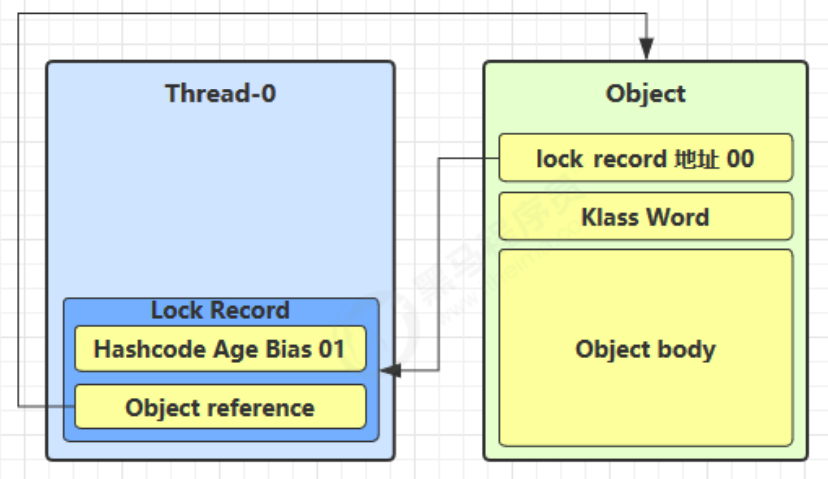 Thread-0
Lock Record
Hashcode Age Bias 01
Object reference
Object
lock record 地址 00
Klass Word
Object body
黑马程序员